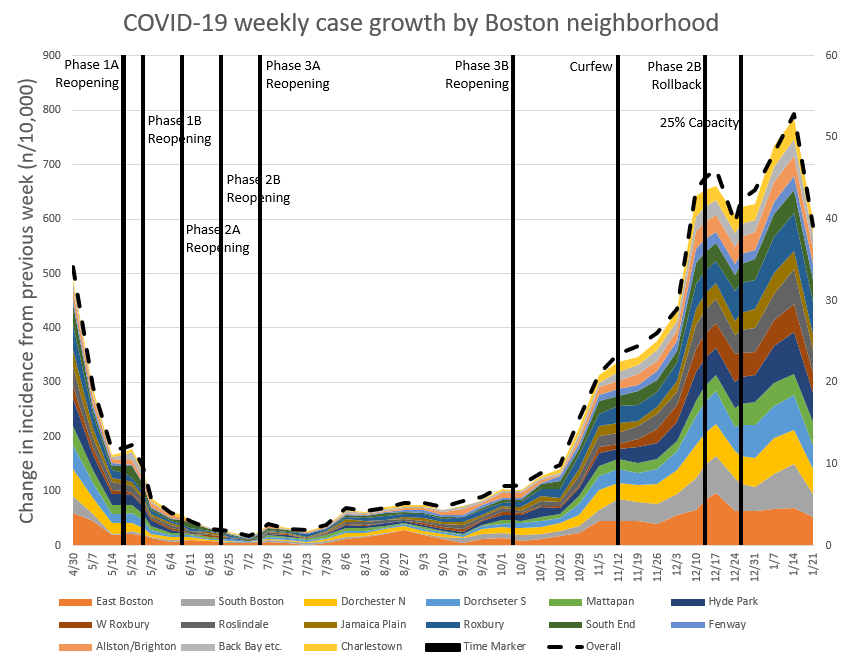 COVID-19 weekly case growth by Boston neighborhood
Change in incidence from previous week (n/10,000)
900
800
700
600
500
400
300
200
100
0
60
50
40
30
20
10
0
Phase 1A
Reopening
Phase 1B
Reopening
Phase 2A
Reopening
Phase 2B
Reopening
Phase 3A
Reopening
Phase 3B
Reopening
Curfew
Phase 2B
Rollback
25% Capacity
4/30 5/7 5/14 5/21 5/28 6/4 6/11 6/18 6/25 7/2 7/9 7/16 7/23 7/30 8/6 8/13 8/20 8/27 9/3 9/10 9/17 9/24 10/1 10/8 10/15 10/22 10/29 11/5 11/12 11/19 11/26 12/3 12/10 12/17 12/24 12/31 1/7 1/14 1/21
East Boston South Boston Dorchester N Dorchseter S Mattapan Hyde Park
W Roxbury Roslindale Jamaica Plain Roxbury South End Fenway
Allston/Brighton Back Bay etc. Charlestown Time Marker Overall